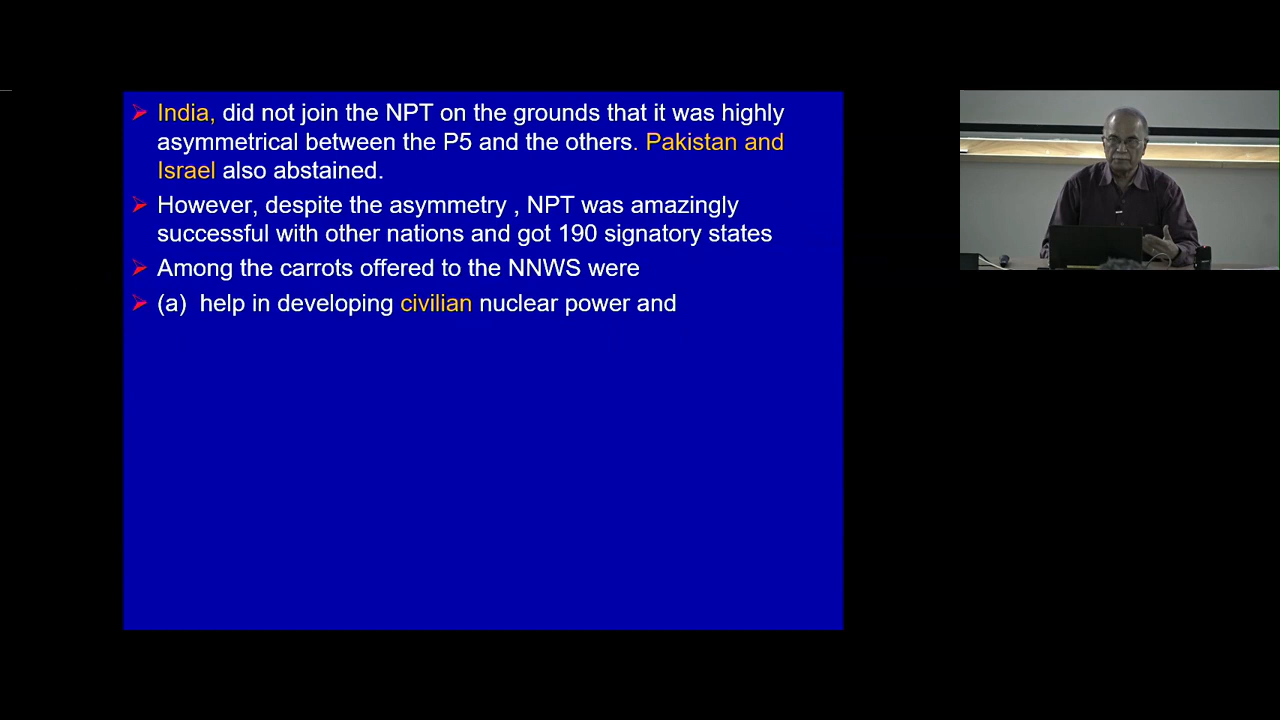 India, did not join the NPT on the grounds that it was highly
asymmetrical between the P5 and the others. Pakistan and
Israel also abstained.
However, despite the asymmetry , NPT was amazingly
successful with other nations and got 190 signatory states
Among the carrots offered to the NNWS were
(a) help in developing civilian nuclear power and